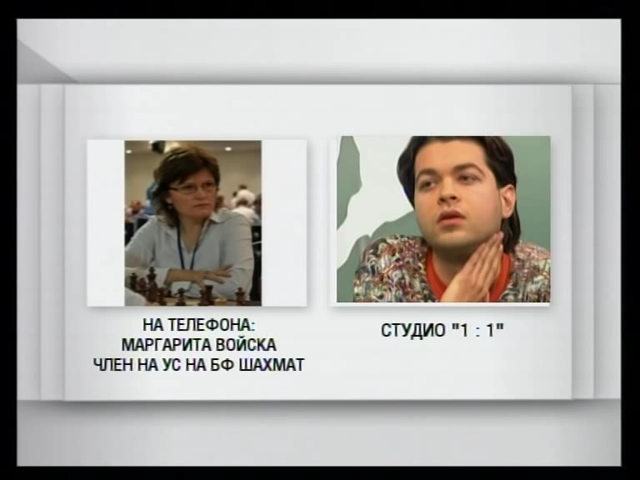 НА ТЕЛЕФОНА:
МАРГАРИТА ВОЙСКА
ЧЛЕН НА УС НА БФ ШАХМАТ
СТУДИО "1 : 1"